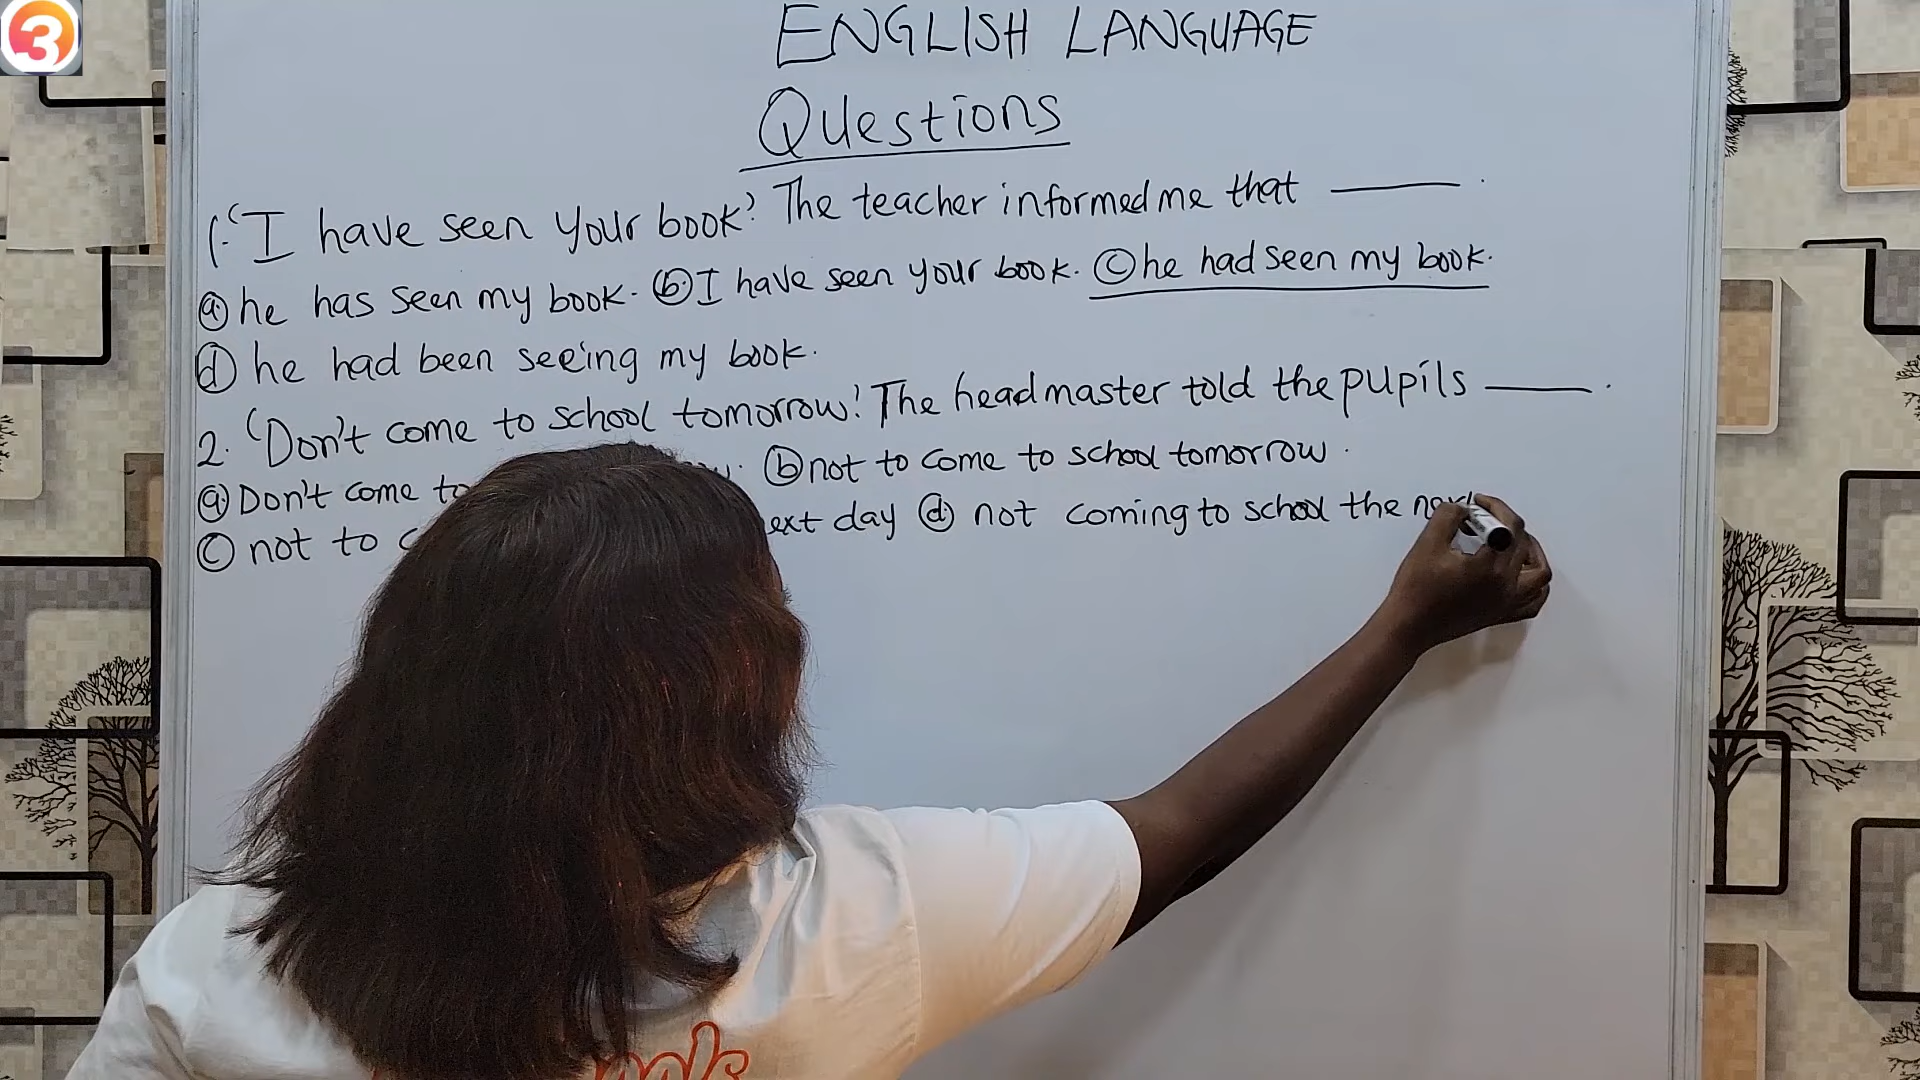 3
ENGLISH LANGUAGE
Questions
1. 'I have seen your book'. The teacher informed me that ______.
(a) he has seen my book. (b) I have seen your book. (c) he had seen my book.
(d) he had been seeing my book.
2. 'Don't come to school tomorrow'. The headmaster told the pupils ______.
(a) Don't come to (b) not to come to school tomorrow.
(c) not to day (d) not coming to school the